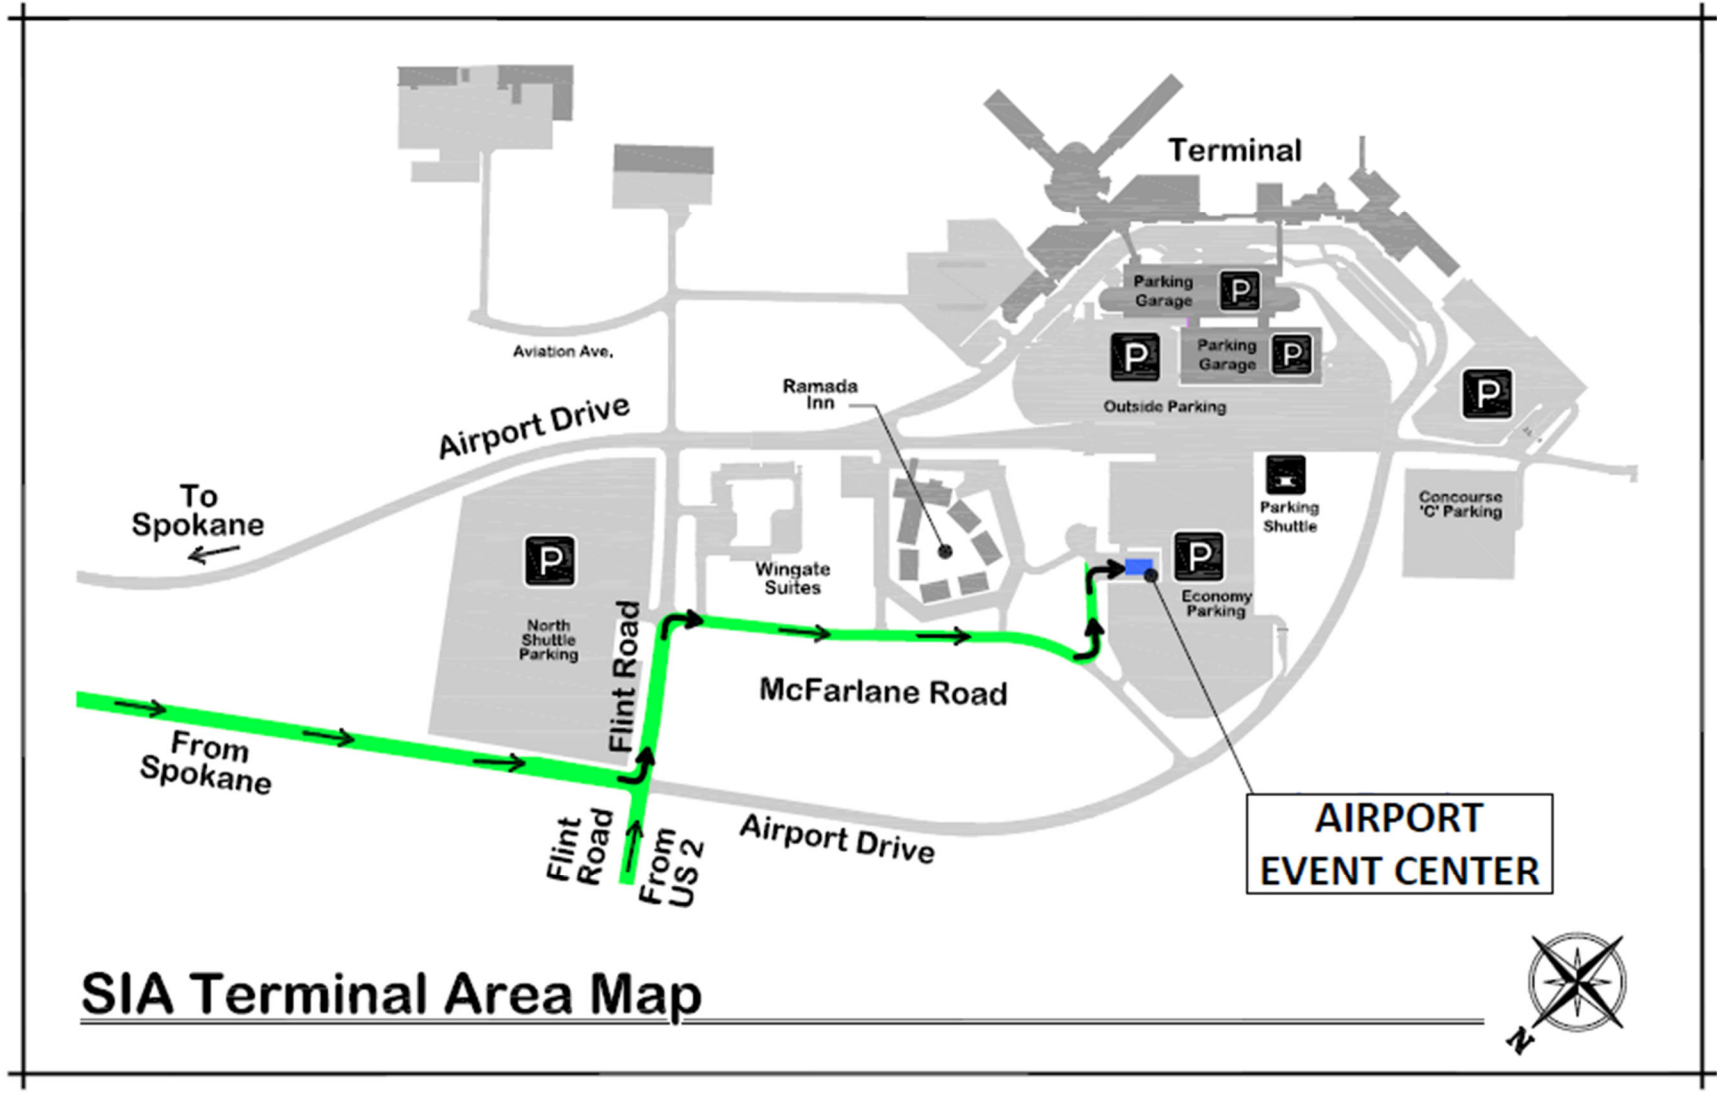 Terminal
Parking
Garage
P
Parking
Garage
P
P
P
Outside Parking
Aviation Ave.
Ramada
Inn
Airport Drive
To
Spokane
P
North
Shuttle
Parking
Wingate
Suites
Parking
Shuttle
Concourse
'C' Parking
P
Economy
Parking
Flint Road
McFarlane Road
From
Spokane
Flint
Road
From
US 2
Airport Drive
AIRPORT
EVENT CENTER
SIA Terminal Area Map
N